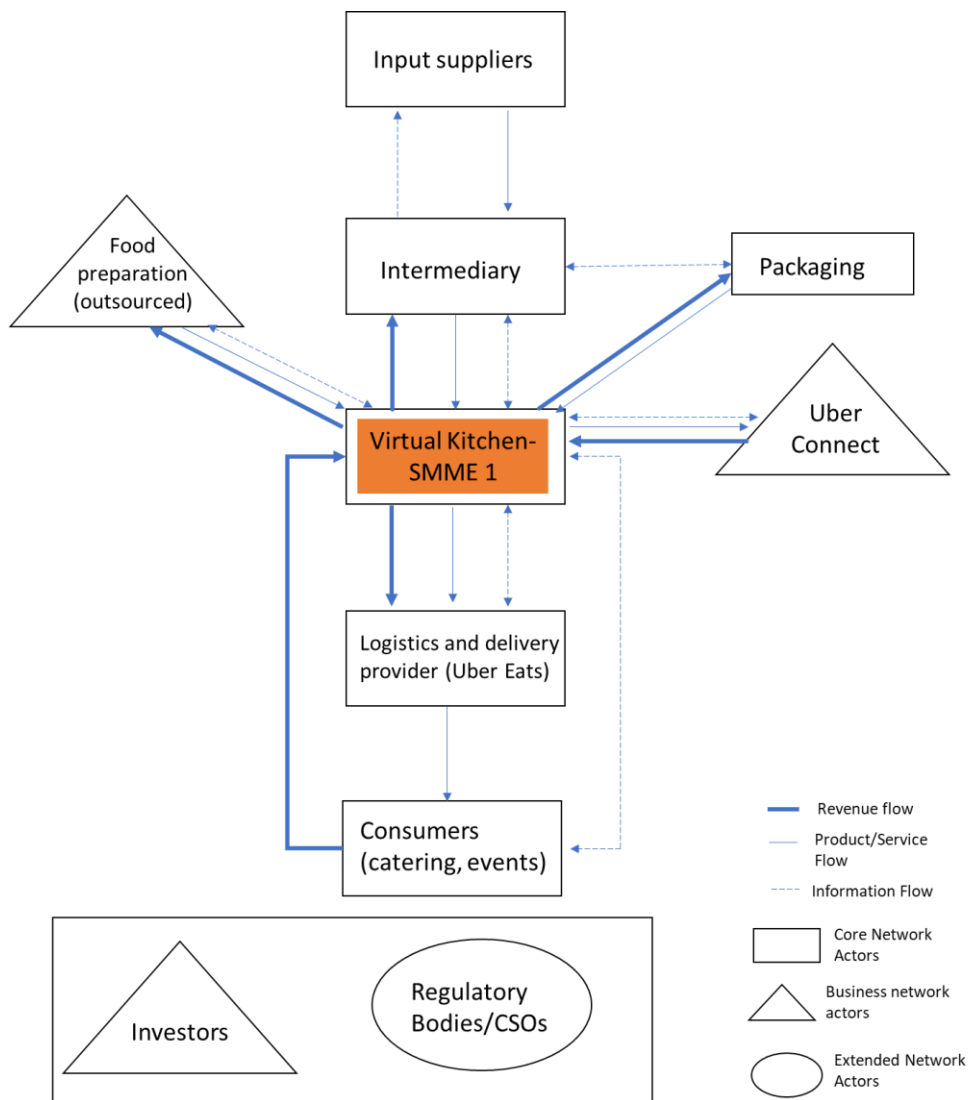 Input suppliers
Food
preparation
(outsourced)
Intermediary
Packaging
Virtual Kitchen-
SMME 1
Uber
Connect
Logistics and delivery
provider (Uber Eats)
Consumers
(catering, events)
Revenue flow
Product/Service
Flow
Information Flow
Core Network
Actors
Business network
actors
Extended Network
Actors
Investors
Regulatory
Bodies/CSOs